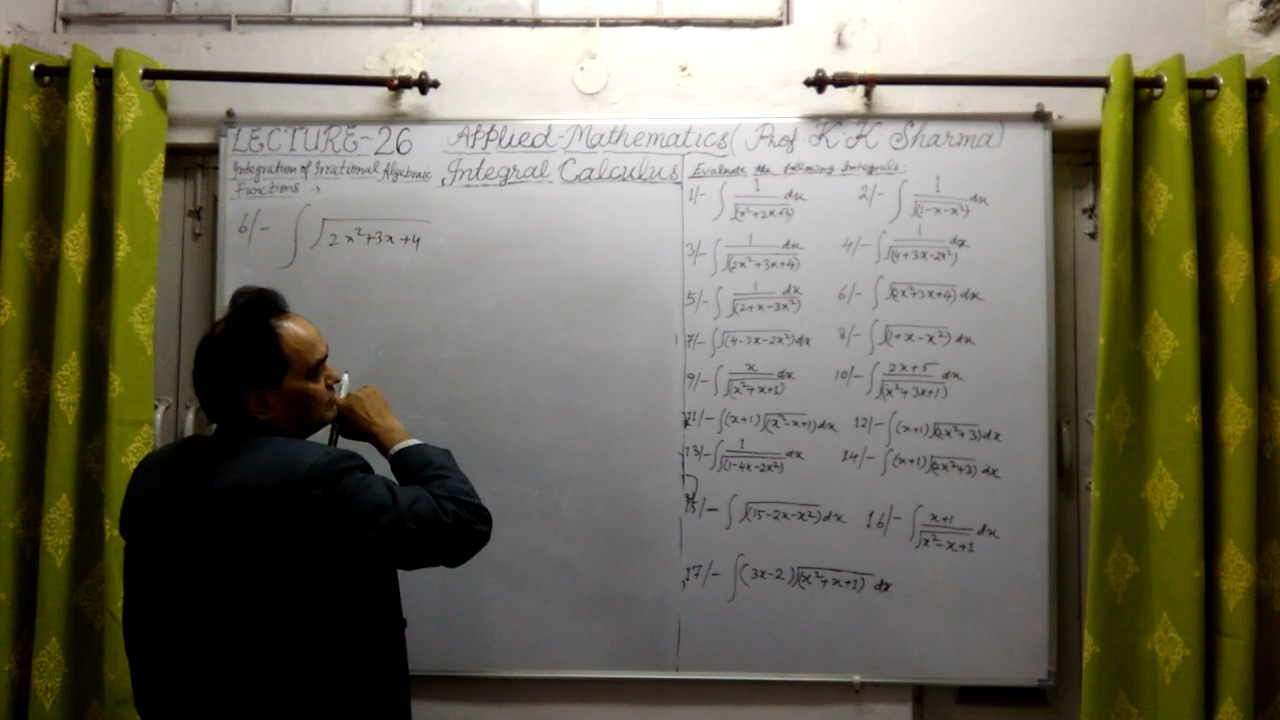 LECTURE-26 Applied-Mathematics ( Prof K K Sharma)
Integration of Irrational Algebraic
Functions →
Integral Calculus
6/- ∫ √2x²+3x+4
Evaluate the following Integrals:
1/- ∫ 1/√(x²+2x+3) dx 2/- ∫ 1/√(1-x-x²) dx
3/- ∫ 1/√(2x²+3x+4) dx 4/- ∫ 1/√(4+3x-2x²) dx
5/- ∫ 1/√(2+x-3x²) dx 6/- ∫ √(2x²+3x+4) dx
7/- ∫ √(4-3x-2x²) dx 8/- ∫ √(1+x-x²) dx
9/- ∫ x/√(x²+x+1) dx 10/- ∫ 2x+5/√(x²+3x+1) dx
11/- ∫ (x+1) √(x²-x+1) dx 12/- ∫ (x+1) √(2x²+3) dx
13/- ∫ 1/√(1-4x-2x²) dx 14/- ∫ (x+1) √(2x²+3) dx
15/- ∫ √(15-2x-x²) dx 16/- ∫ x+1/√x²-x+1 dx
17/- ∫ (3x-2) √(x²+x+1) dx